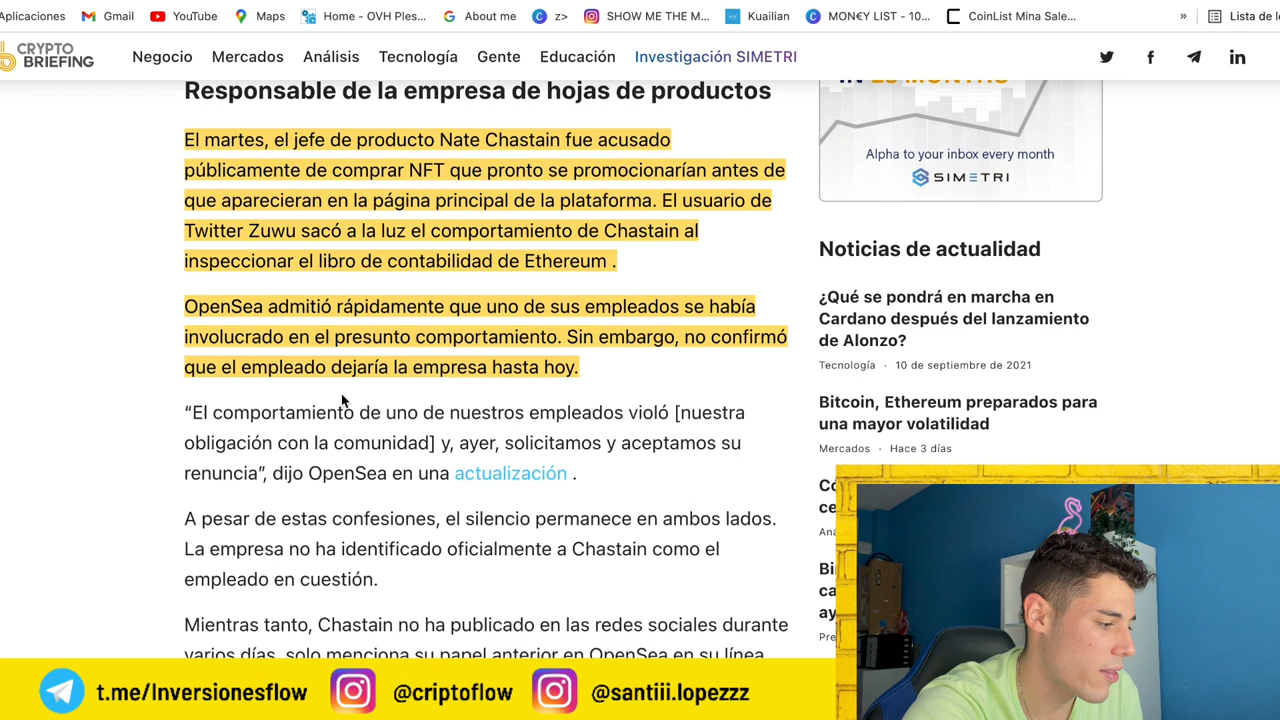 Aplicaciones Gmail YouTube Maps Home - OVH Ples... About me z> SHOW ME THE M... Kuailian MON€Y LIST - 10... CoinList Mina Sale... » Lista de
CRYPTO
BRIEFING
Negocio Mercados Análisis Tecnología Gente Educación Investigación SIMETRI
Responsable de la empresa de hojas de productos
El martes, el jefe de producto Nate Chastain fue acusado
públicamente de comprar NFT que pronto se promocionarían antes de
que aparecieran en la página principal de la plataforma. El usuario de
Twitter Zuwu sacó a la luz el comportamiento de Chastain al
inspeccionar el libro de contabilidad de Ethereum .
OpenSea admitió rápidamente que uno de sus empleados se había
involucrado en el presunto comportamiento. Sin embargo, no confirmó
que el empleado dejaría la empresa hasta hoy.
“El comportamiento de uno de nuestros empleados violó [nuestra
obligación con la comunidad] y, ayer, solicitamos y aceptamos su
renuncia”, dijo OpenSea en una actualización .
A pesar de estas confesiones, el silencio permanece en ambos lados.
La empresa no ha identificado oficialmente a Chastain como el
empleado en cuestión.
Mientras tanto, Chastain no ha publicado en las redes sociales durante
varios días, solo menciona su papel anterior en OpenSea en su línea
IN 25 MONTHS
Alpha to your inbox every month
SIMETRI
Noticias de actualidad
¿Qué se pondrá en marcha en
Cardano después del lanzamiento
de Alonzo?
Tecnología · 10 de septiembre de 2021
Bitcoin, Ethereum preparados para
una mayor volatilidad
Mercados · Hace 3 días
t.me/Inversionesflow @criptoflow @santiii.lopezzz